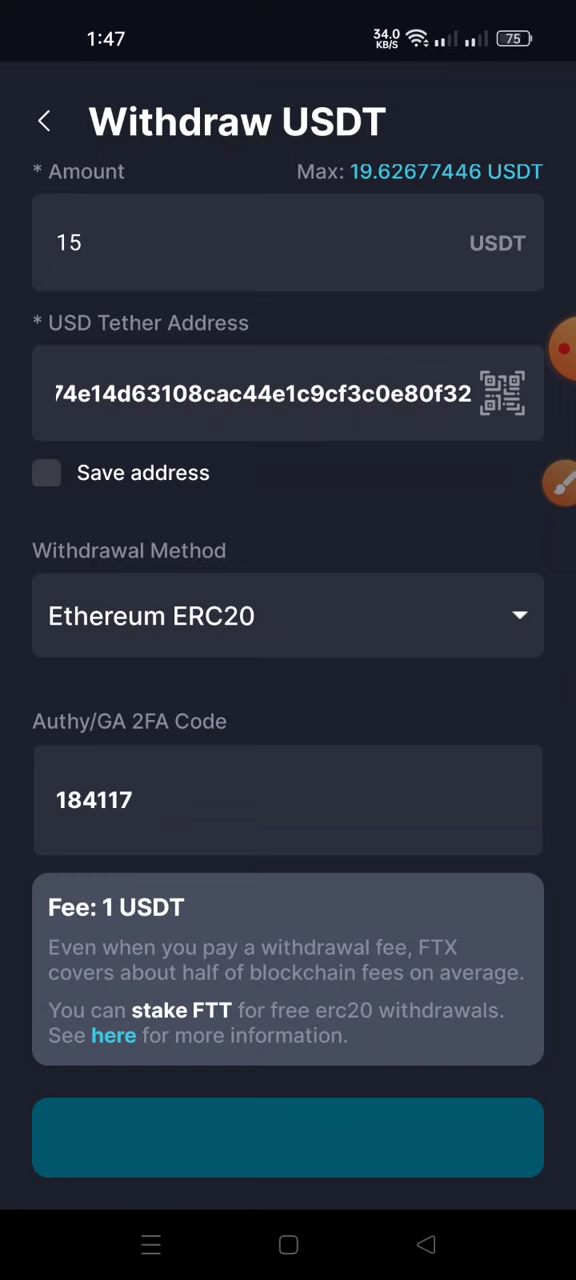 1:47
34.0
KB/S
75
Withdraw USDT
* Amount
Max: 19.62677446 USDT
15
USDT
* USD Tether Address
74e14d63108cac44e1c9cf3c0e80f32
Save address
Withdrawal Method
Ethereum ERC20
Authy/GA 2FA Code
184117
Fee: 1 USDT
Even when you pay a withdrawal fee, FTX
covers about half of blockchain fees on average.
You can stake FTT for free erc20 withdrawals.
See here for more information.